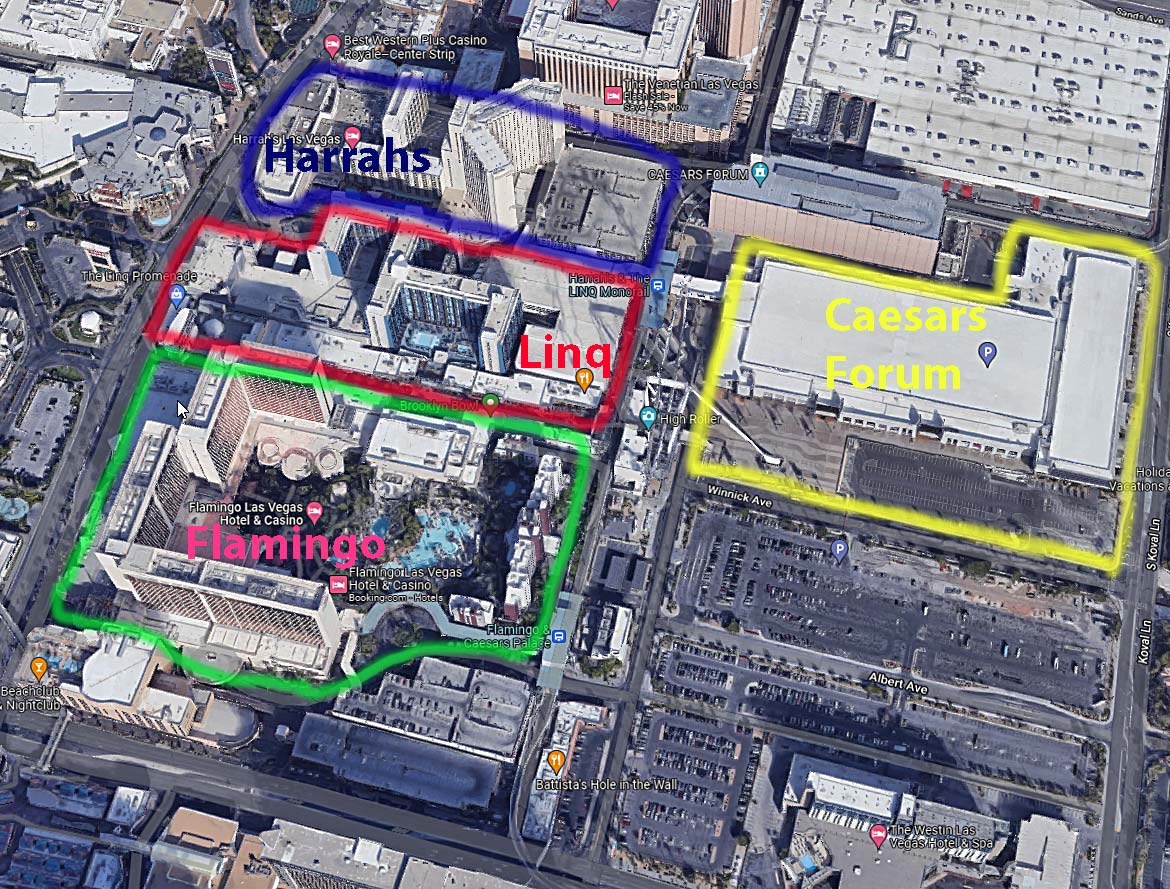 Sands Ave
Best Western Plus Casino
Royale–Center Strip
The Venetian Las Vegas
Flash Sale -
Save 45% Now
Harrah's Las Vegas
Harrahs
CAESARS FORUM
The Linq Promenade
Harrah's & The
LINQ Monorail
Caesars
Forum
P
Linq
Brooklyn Bowl
High Roller
Holida
Vacations a
Winnick Ave
Flamingo Las Vegas
Hotel & Casino
Flamingo
P
S Koval Ln
Flamingo Las Vegas
Hotel & Casino
Booking.com - Hotels
Flamingo &
Caesars Palace
Koval Ln
Beachclub
Nightclub
Albert Ave
Battista's Hole in the Wall
The Westin Las
Vegas Hotel & Spa